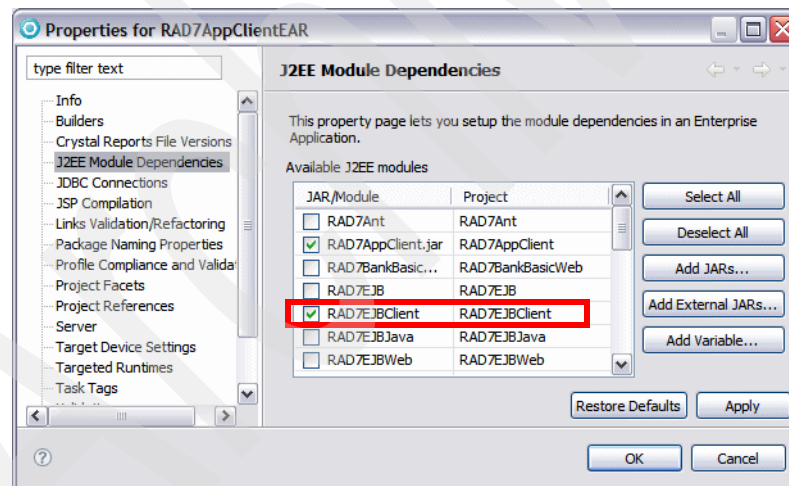 Properties for RAD7AppClientEAR
type filter text
Info
Builders
Crystal Reports File Versions
J2EE Module Dependencies
JDBC Connections
JSP Compilation
Links Validation/Refactoring
Package Naming Properties
Profile Compliance and Valida
Project Facets
Project References
Server
Target Device Settings
Targeted Runtimes
Task Tags
J2EE Module Dependencies
This property page lets you setup the module dependencies in an Enterprise
Application.
Available J2EE modules
JAR/Module Project
RAD7Ant RAD7Ant
RAD7AppClient.jar RAD7AppClient
RAD7BankBasic... RAD7BankBasicWeb
RAD7EJB RAD7EJB
RAD7EJBClient RAD7EJBClient
RAD7EJBJava RAD7EJBJava
RAD7EJBWeb RAD7EJBWeb
Select All
Deselect All
Add JARs...
Add External JARs...
Add Variable...
Restore Defaults Apply
OK Cancel